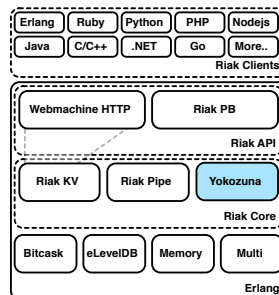 Erlang Ruby Python PHP Nodejs
Java C/C++ .NET Go More..
Riak Clients
Webmachine HTTP Riak PB
Riak API
Riak KV Riak Pipe Yokozuna
Riak Core
Bitcask eLevelDB Memory Multi
Erlang